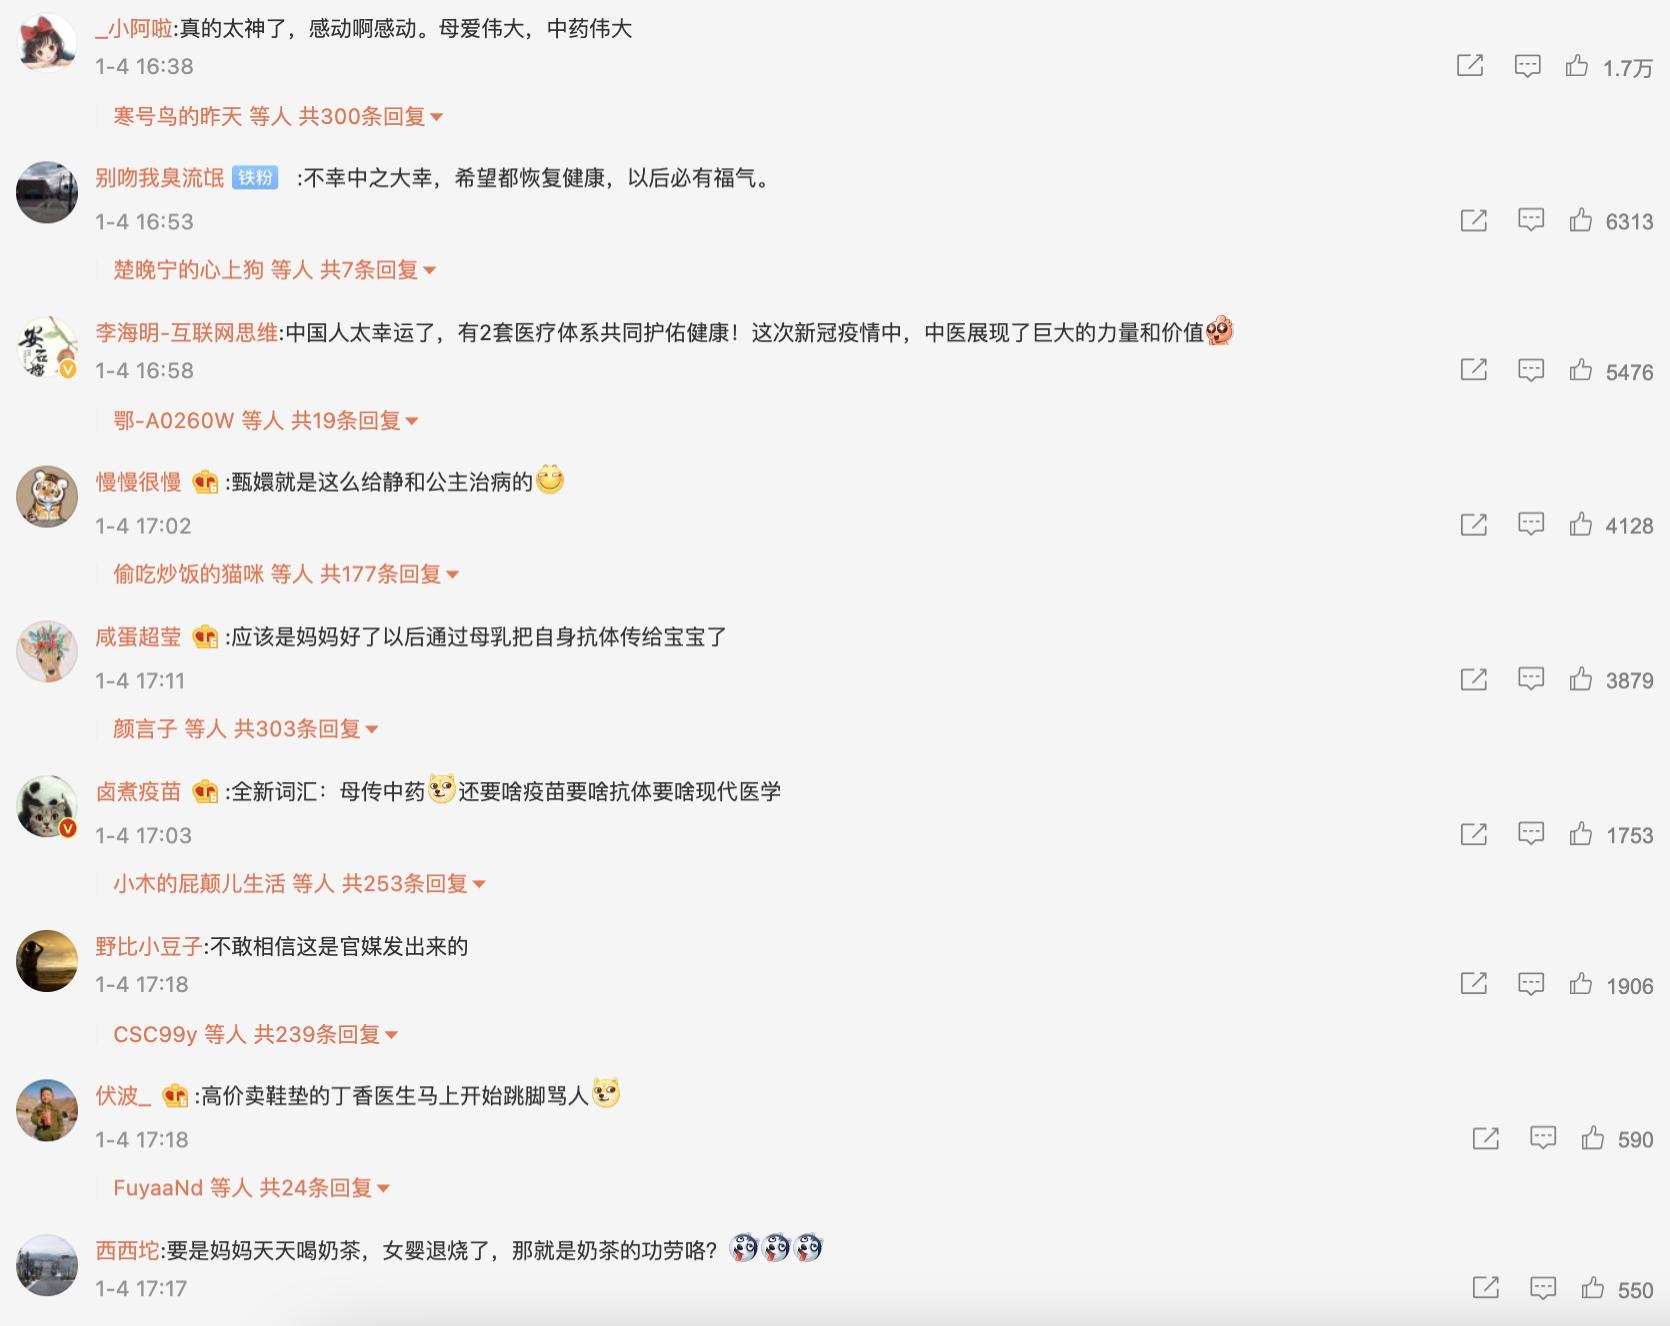 _小阿啦:真的太神了，感动啊感动。母爱伟大，中药伟大
1-4 16:38
1.7万
寒号鸟的昨天 等人 共300条回复
别吻我臭流氓 铁粉 :不幸中之大幸，希望都恢复健康，以后必有福气。
1-4 16:53
6313
楚晚宁的心上狗 等人 共7条回复
李海明-互联网思维:中国人太幸运了，有2套医疗体系共同护佑健康！这次新冠疫情中，中医展现了巨大的力量和价值
1-4 16:58
5476
鄂-A0260W 等人 共19条回复
慢慢很慢 :甄嬛就是这么给静和公主治病的
1-4 17:02
4128
偷吃炒饭的猫咪 等人 共177条回复
咸蛋超莹 :应该是妈妈好了以后通过母乳把自身抗体传给宝宝了
1-4 17:11
3879
颜言子 等人 共303条回复
卤煮疫苗 :全新词汇：母传中药还要啥疫苗要啥抗体要啥现代医学
1-4 17:03
1753
小木的屁颠儿生活 等人 共253条回复
野比小豆子:不敢相信这是官媒发出来的
1-4 17:18
1906
CSC99y 等人 共239条回复
伏波_ :高价卖鞋垫的丁香医生马上开始跳脚骂人
1-4 17:18
590
FuyaaNd 等人 共24条回复
西西坨:要是妈妈天天喝奶茶，女婴退烧了，那就是奶茶的功劳咯？
1-4 17:17
550